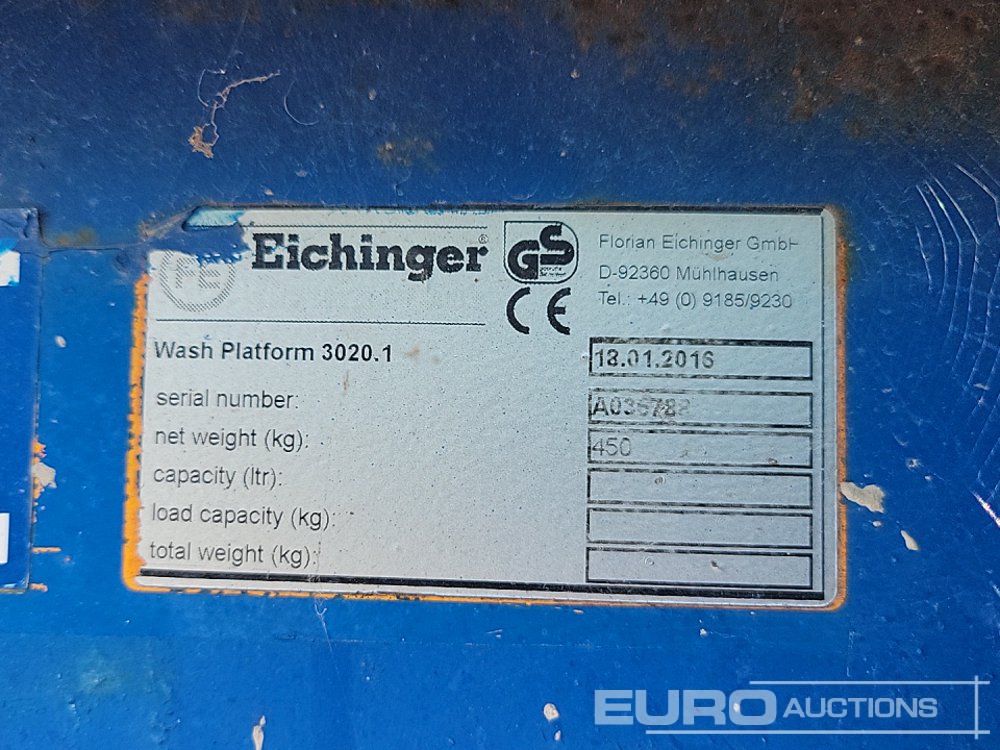 FE Eichinger®
GS
CE
Florian Eichinger GmbH
D-92360 Mühlhausen
Tel.: +49 (0) 9185/9230
Wash Platform 3020.1
18.01.2016
serial number:
net weight (kg): 450
capacity (ltr):
load capacity (kg):
total weight (kg):
EURO AUCTIONS